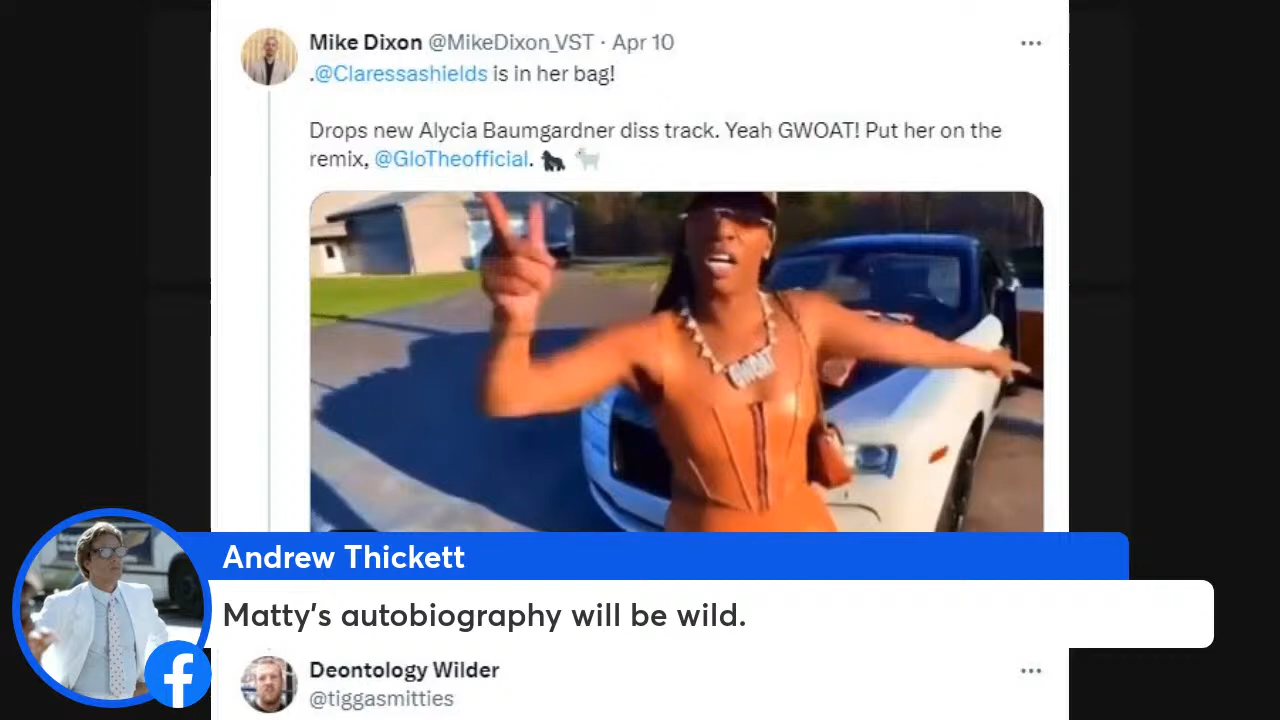 Mike Dixon @MikeDixon_VST · Apr 10
.@Claressashields is in her bag!
Drops new Alycia Baumgardner diss track. Yeah GWOAT! Put her on the
remix, @GloTheofficial. 🦍 🐐
GWOAT
Andrew Thickett
Matty's autobiography will be wild.
Deontology Wilder
@tiggasmitties